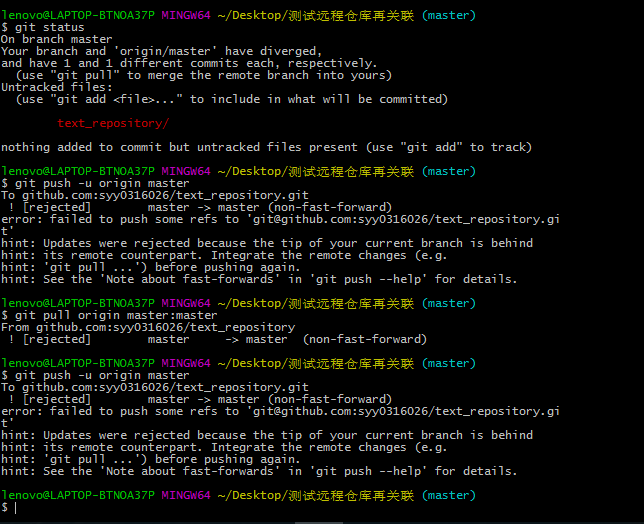 lenovo@LAPTOP-BTNOA37P MINGW64 ~/Desktop/测试远程仓库再关联 (master)
$ git status
On branch master
Your branch and 'origin/master' have diverged,
and have 1 and 1 different commits each, respectively.
  (use "git pull" to merge the remote branch into yours)
Untracked files:
  (use "git add <file>..." to include in what will be committed)
        text_repository/
nothing added to commit but untracked files present (use "git add" to track)
lenovo@LAPTOP-BTNOA37P MINGW64 ~/Desktop/测试远程仓库再关联 (master)
$ git push -u origin master
To github.com:syy0316026/text_repository.git
 ! [rejected]        master -> master (non-fast-forward)
error: failed to push some refs to 'git@github.com:syy0316026/text_repository.gi
t'
hint: Updates were rejected because the tip of your current branch is behind
hint: its remote counterpart. Integrate the remote changes (e.g.
hint: 'git pull ...') before pushing again.
hint: See the 'Note about fast-forwards' in 'git push --help' for details.
lenovo@LAPTOP-BTNOA37P MINGW64 ~/Desktop/测试远程仓库再关联 (master)
$ git pull origin master:master
From github.com:syy0316026/text_repository
 ! [rejected]        master     -> master  (non-fast-forward)
lenovo@LAPTOP-BTNOA37P MINGW64 ~/Desktop/测试远程仓库再关联 (master)
$ git push -u origin master
To github.com:syy0316026/text_repository.git
 ! [rejected]        master -> master (non-fast-forward)
error: failed to push some refs to 'git@github.com:syy0316026/text_repository.gi
t'
hint: Updates were rejected because the tip of your current branch is behind
hint: its remote counterpart. Integrate the remote changes (e.g.
hint: 'git pull ...') before pushing again.
hint: See the 'Note about fast-forwards' in 'git push --help' for details.
lenovo@LAPTOP-BTNOA37P MINGW64 ~/Desktop/测试远程仓库再关联 (master)
$